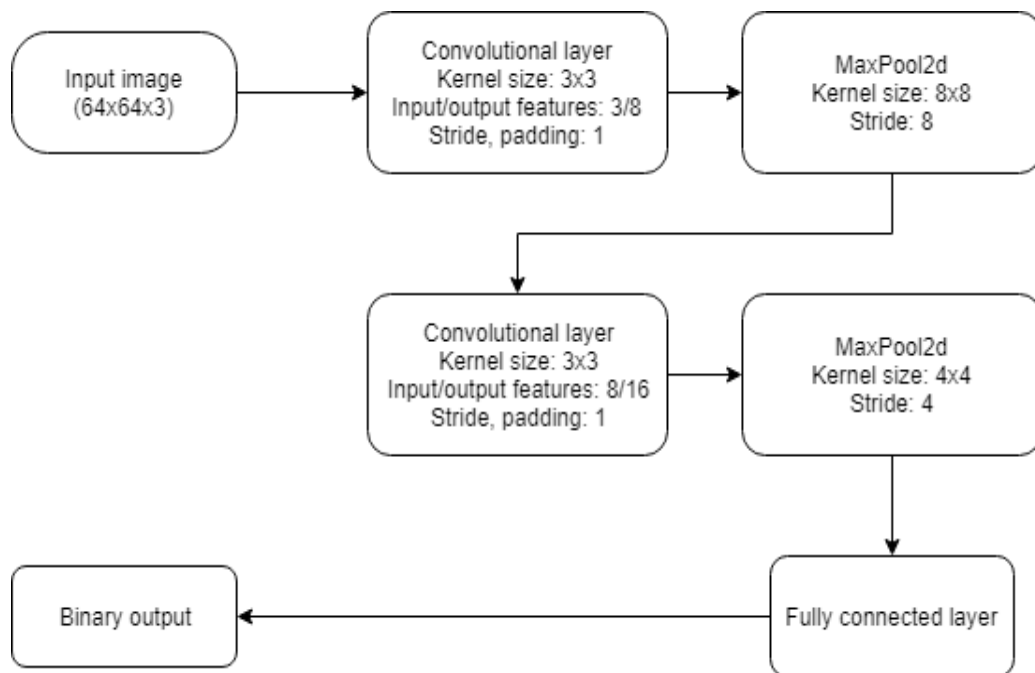 Input image
(64x64x3)
Convolutional layer
Kernel size: 3x3
Input/output features: 3/8
Stride, padding: 1
MaxPool2d
Kernel size: 8x8
Stride: 8
Convolutional layer
Kernel size: 3x3
Input/output features: 8/16
Stride, padding: 1
MaxPool2d
Kernel size: 4x4
Stride: 4
Fully connected layer
Binary output